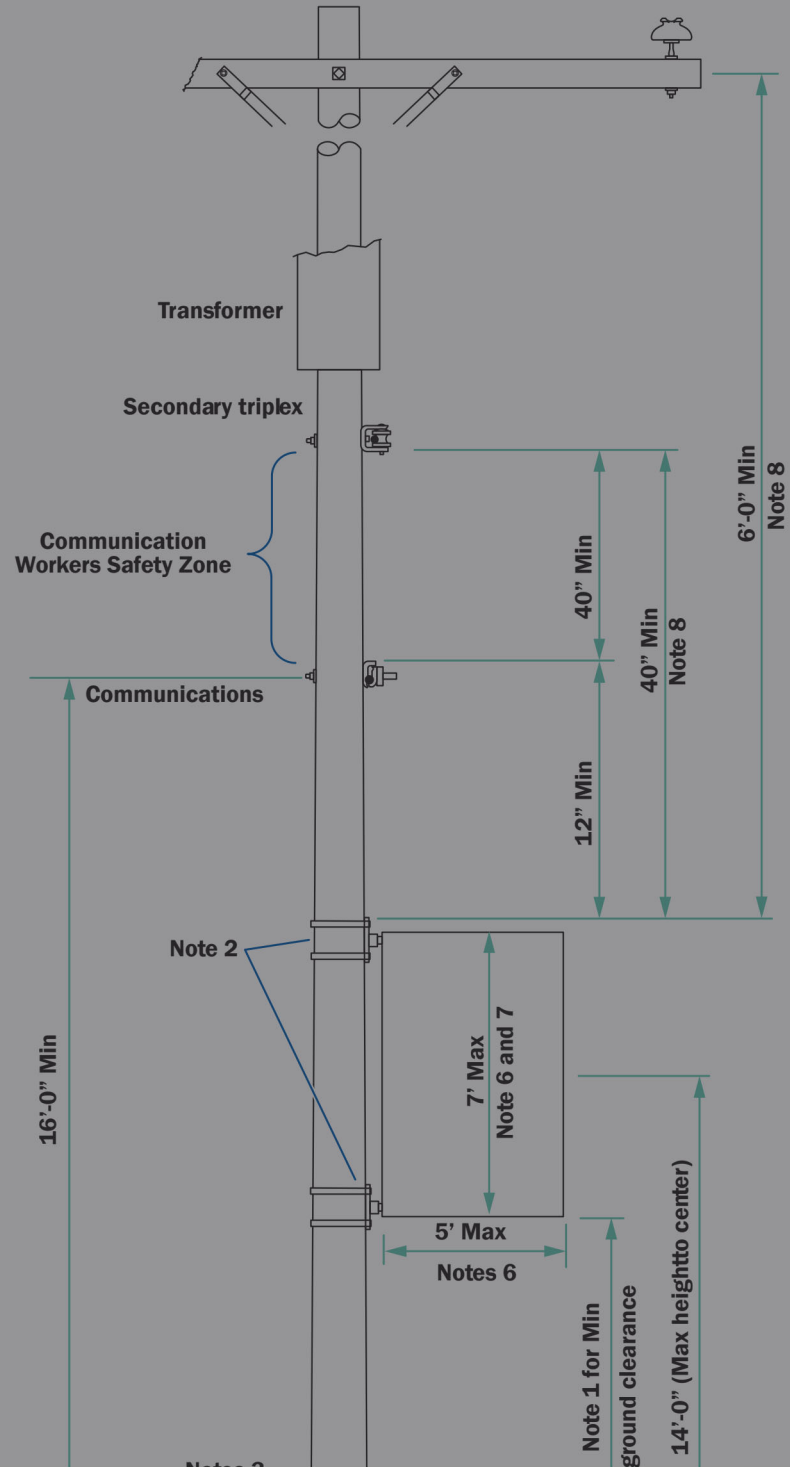 Transformer
Secondary triplex
Communication
Workers Safety Zone
Communications
40” Min
40” Min
Note 8
6’-0” Min
Note 8
12” Min
Note 2
16’-0” Min
7’ Max
Note 6 and 7
5’ Max
Notes 6
Note 1 for Min
ground clearance
14’-0” (Max heightto center)
Notes 3